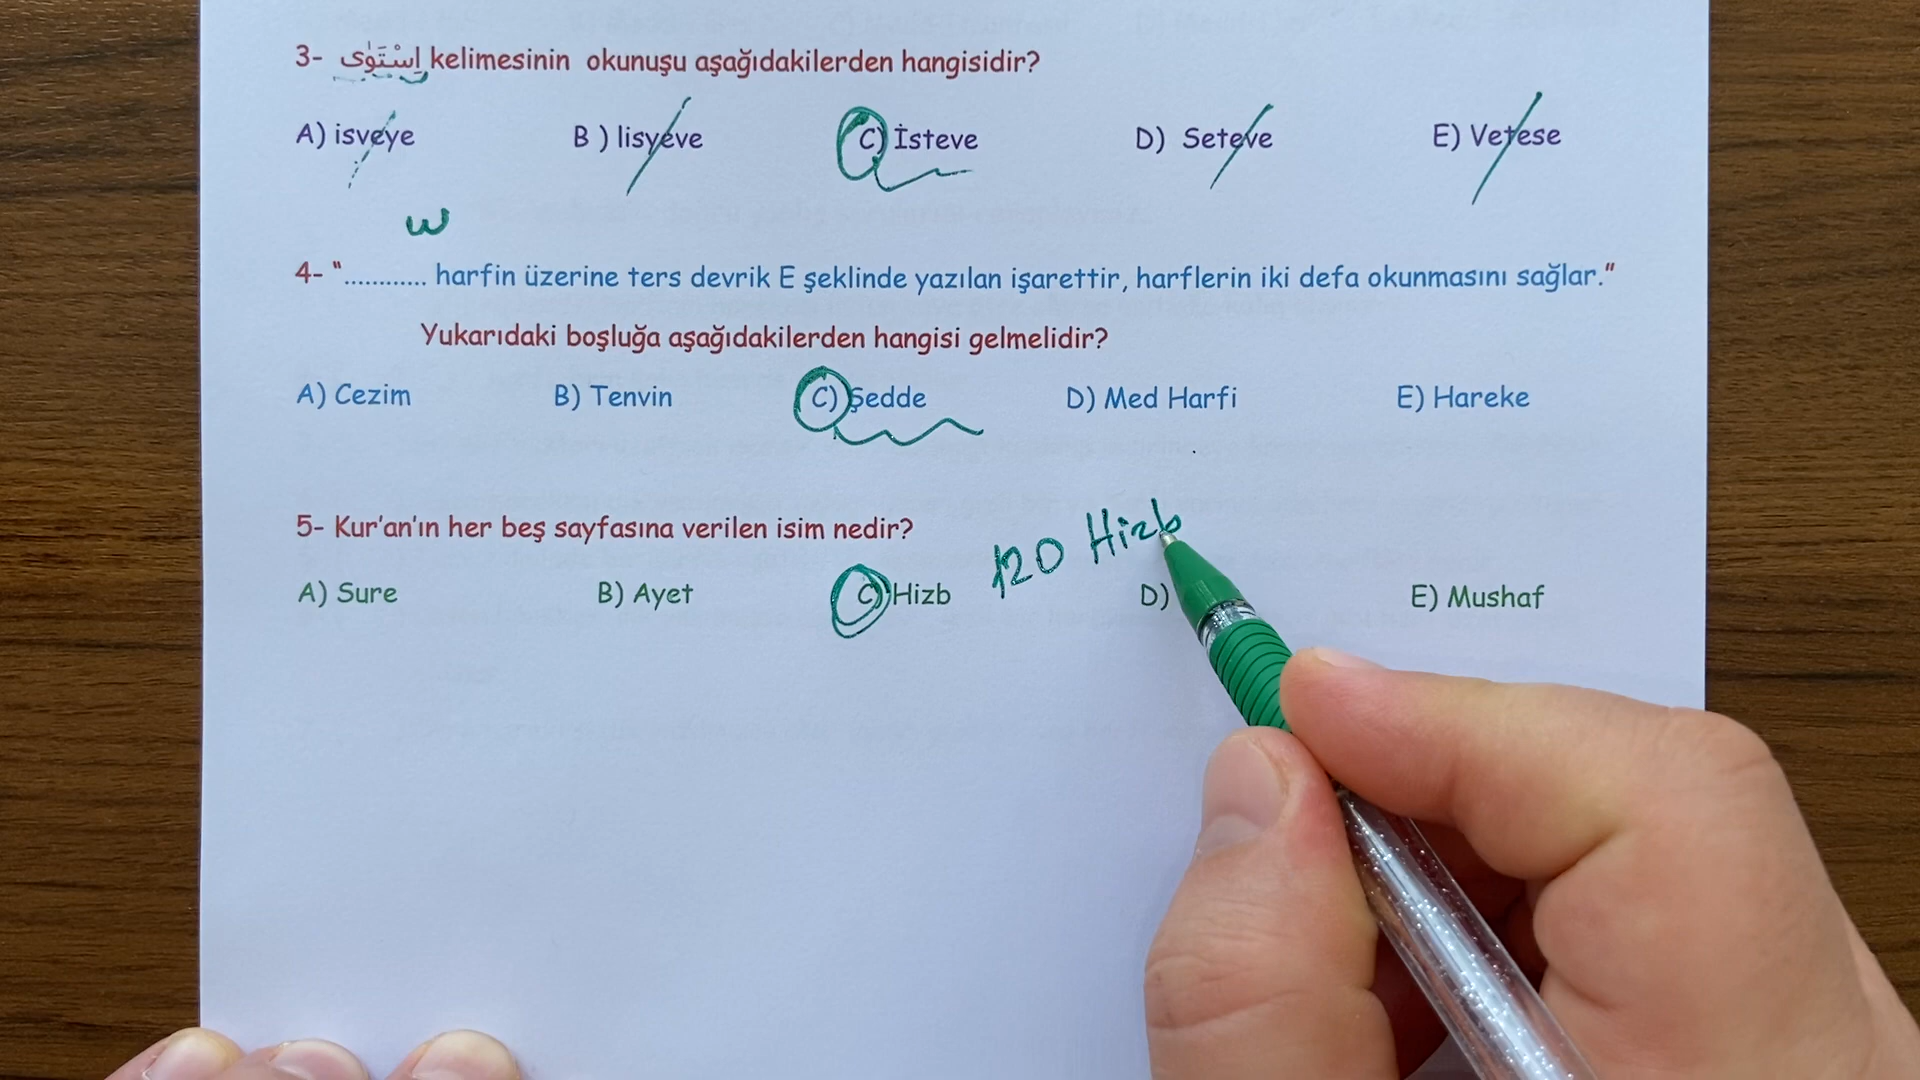 3- اِسْتَوٰى kelimesinin okunuşu aşağıdakilerden hangisidir?
A) isveye B ) lisyeve C) İsteve D) Seteve E) Vetese
س
4- "............ harfin üzerine ters devrik E şeklinde yazılan işarettir, harflerin iki defa okunmasını sağlar."
Yukarıdaki boşluğa aşağıdakilerden hangisi gelmelidir?
A) Cezim B) Tenvin C) Şedde D) Med Harfi E) Hareke
5- Kur'an'ın her beş sayfasına verilen isim nedir?
120 Hizb
A) Sure B) Ayet C) Hizb D) E) Mushaf